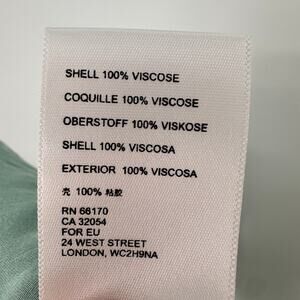 SHELL 100% VISCOSE
COQUILLE 100% VISCOSE
OBERSTOFF 100% VISKOSE
SHELL 100% VISCOSA
EXTERIOR 100% VISCOSA
壳 100% 粘胶
RN 66170
CA 32054
FOR EU
24 WEST STREET
LONDON, WC2H9NA